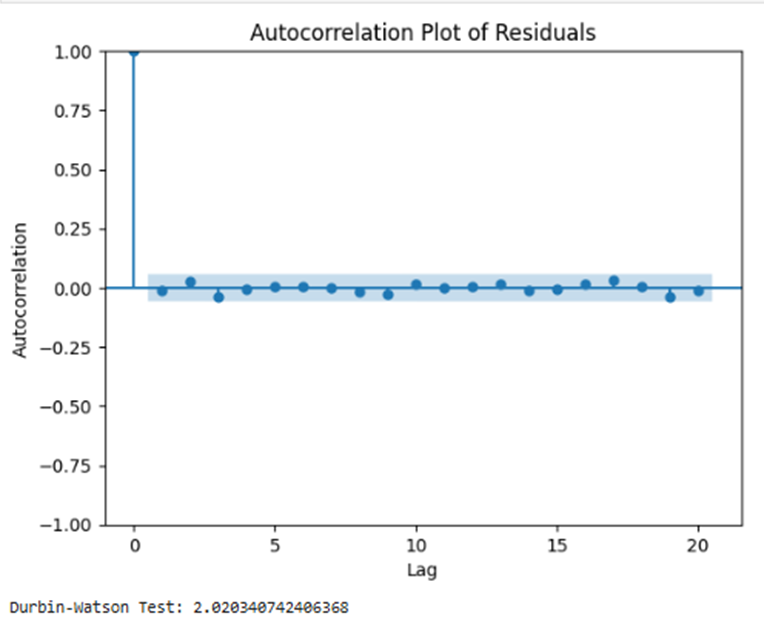 Autocorrelation Plot of Residuals
1.00
0.75
0.50
0.25
0.00
−0.25
−0.50
−0.75
−1.00
Autocorrelation
0 5 10 15 20
Lag
Durbin-Watson Test: 2.020340742406368